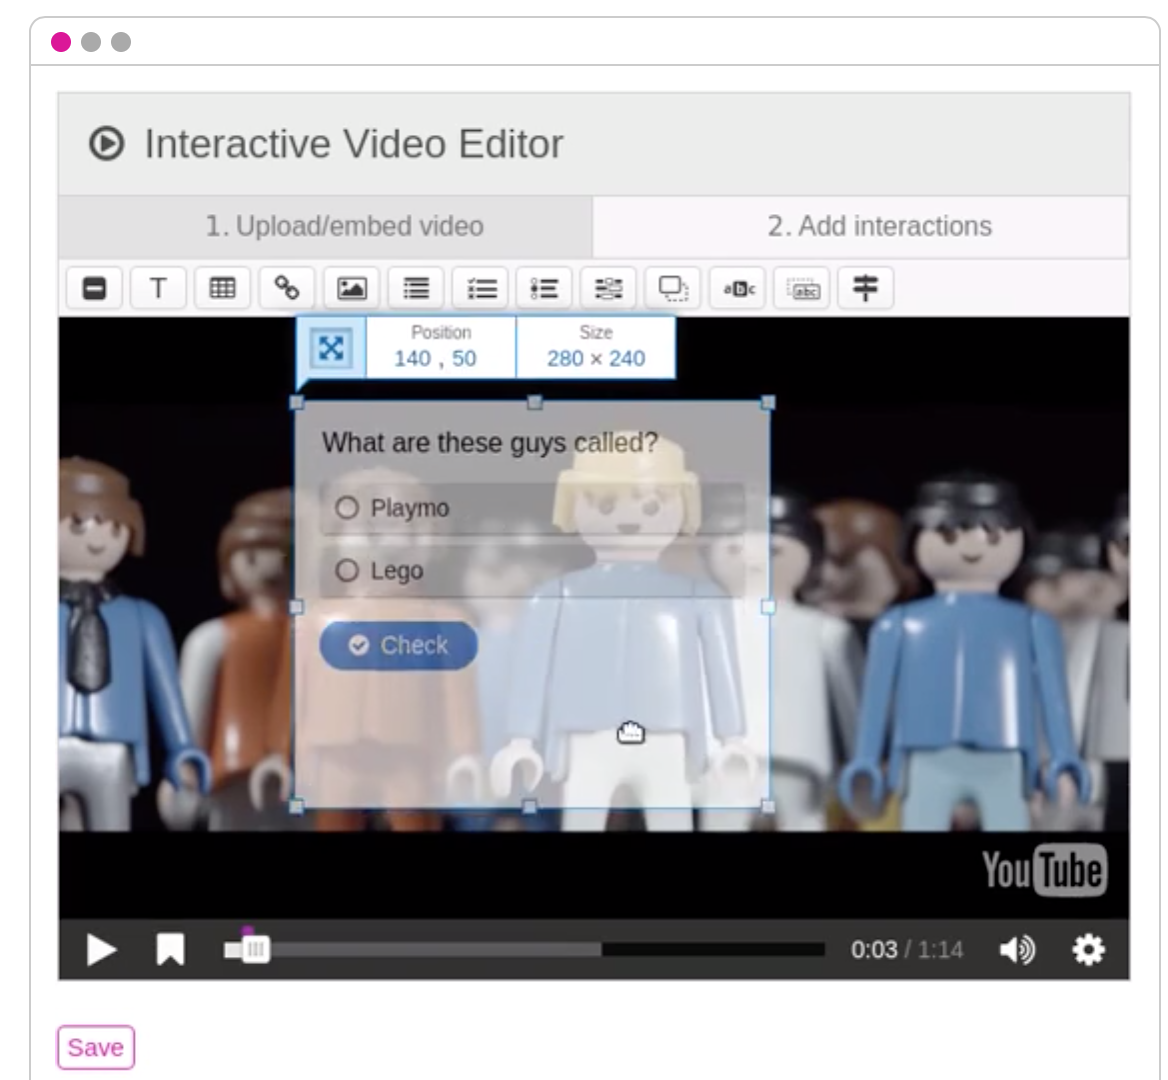 Interactive Video Editor
1. Upload/embed video
2. Add interactions
T
abc
abc
Position
140 , 50
Size
280 × 240
What are these guys called?
Playmo
Lego
Check
YouTube
0:03 / 1:14
Save